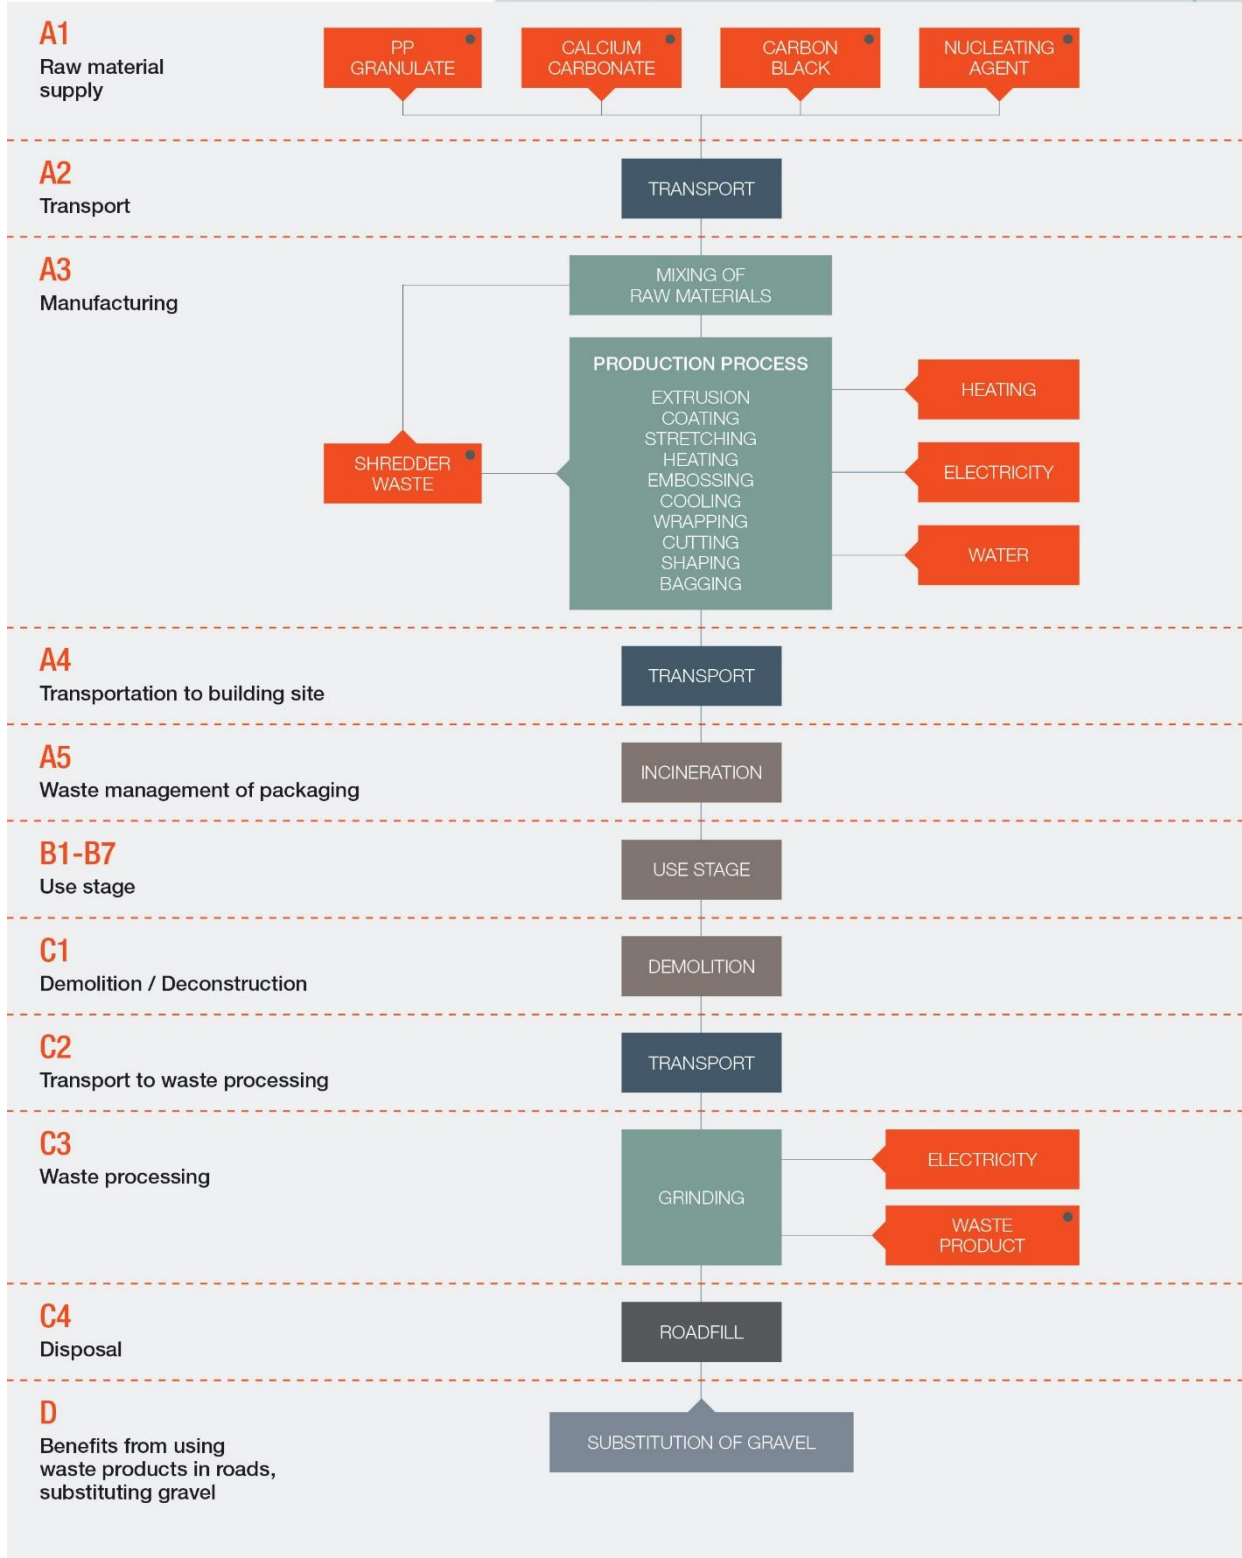 A1
Raw material
supply
PP
GRANULATE
CALCIUM
CARBONATE
CARBON
BLACK
NUCLEATING
AGENT
A2
Transport
TRANSPORT
A3
Manufacturing
MIXING OF
RAW MATERIALS
PRODUCTION PROCESS
EXTRUSION
COATING
STRETCHING
HEATING
EMBOSSING
COOLING
WRAPPING
CUTTING
SHAPING
BAGGING
SHREDDER
WASTE
HEATING
ELECTRICITY
WATER
A4
Transportation to building site
TRANSPORT
A5
Waste management of packaging
INCINERATION
B1-B7
Use stage
USE STAGE
C1
Demolition / Deconstruction
DEMOLITION
C2
Transport to waste processing
TRANSPORT
C3
Waste processing
GRINDING
ELECTRICITY
WASTE
PRODUCT
C4
Disposal
ROADFILL
D
Benefits from using
waste products in roads,
substituting gravel
SUBSTITUTION OF GRAVEL